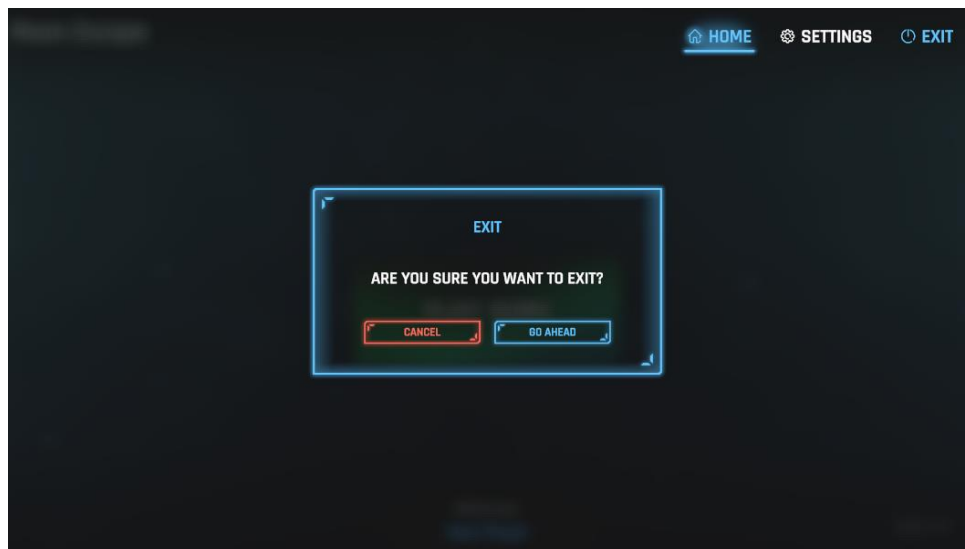 HOME SETTINGS EXIT
EXIT
ARE YOU SURE YOU WANT TO EXIT?
CANCEL GO AHEAD